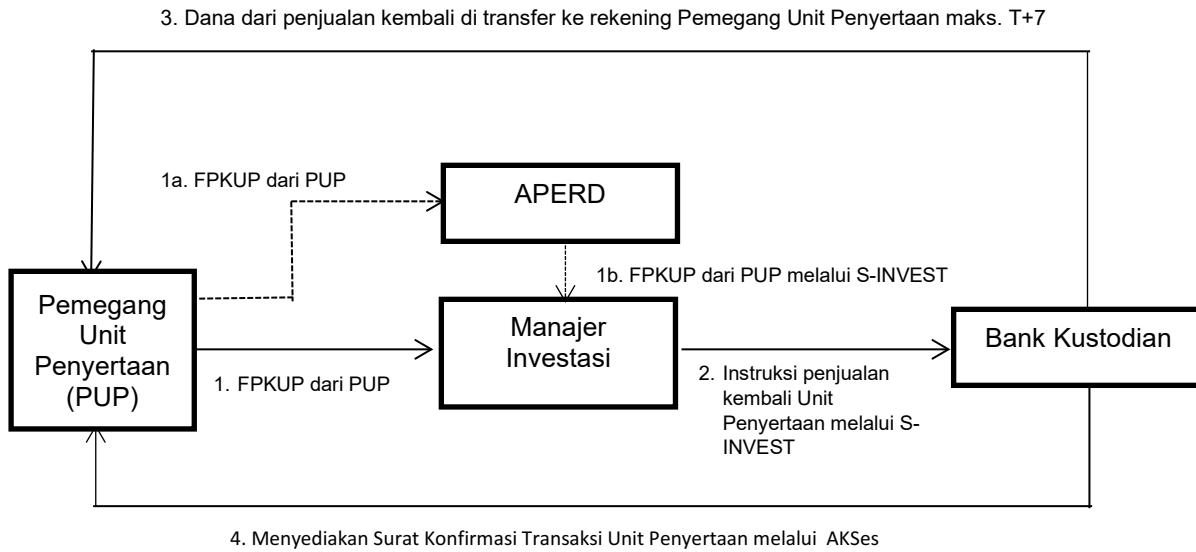 3. Dana dari penjualan kembali di transfer ke rekening Pemegang Unit Penyertaan maks. T+7
1a. FPKUP dari PUP
APERD
1b. FPKUP dari PUP melalui S-INVEST
Pemegang
Unit
Penyertaan
(PUP)
Manajer
Investasi
Bank Kustodian
1. FPKUP dari PUP
2. Instruksi penjualan
kembali Unit
Penyertaan melalui S-
INVEST
4. Menyediakan Surat Konfirmasi Transaksi Unit Penyertaan melalui AKSes